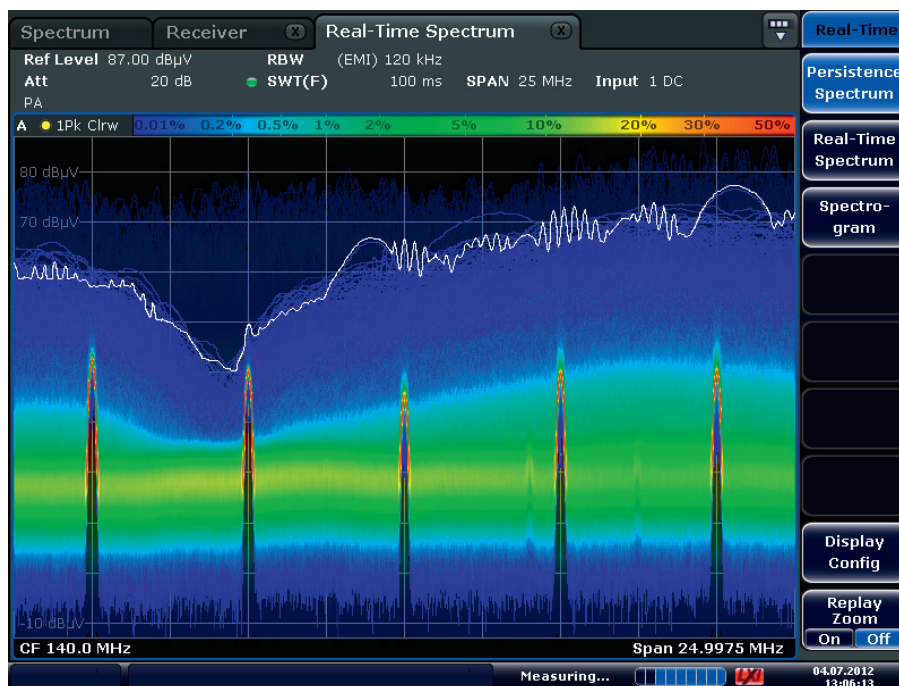 Spectrum Receiver X Real-Time Spectrum X
Real-Time
Ref Level 87.00 dBµV RBW (EMI) 120 kHz
Att 20 dB SWT(F) 100 ms SPAN 25 MHz Input 1 DC
PA
Persistence
Spectrum
A 1Pk Clrw 0.01% 0.2% 0.5% 1% 2% 5% 10% 20% 30% 50%
Real-Time
Spectrum
80 dBµV
70 dBµV
Spectro-
gram
Display
Config
Replay
Zoom
On Off
-10 dBµV
CF 140.0 MHz Span 24.9975 MHz
Measuring... LXI 04.07.2012
13:06:13